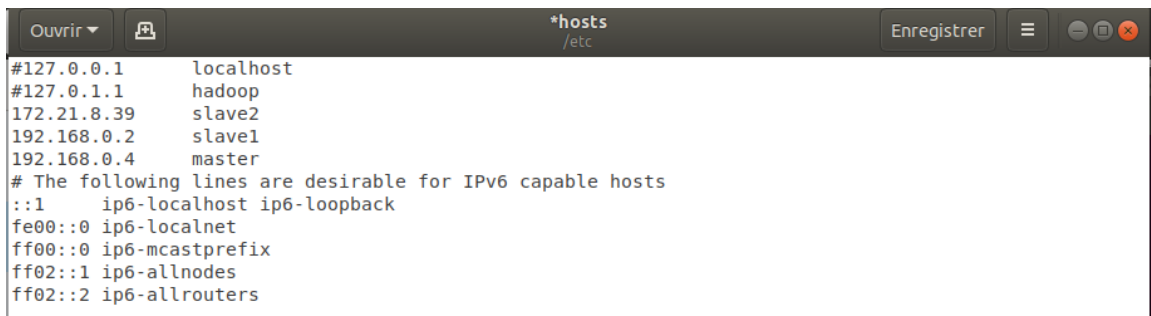 Ouvrir
*hosts
/etc
Enregistrer
#127.0.0.1 localhost
#127.0.1.1 hadoop
172.21.8.39 slave2
192.168.0.2 slave1
192.168.0.4 master
# The following lines are desirable for IPv6 capable hosts
::1 ip6-localhost ip6-loopback
fe00::0 ip6-localnet
ff00::0 ip6-mcastprefix
ff02::1 ip6-allnodes
ff02::2 ip6-allrouters